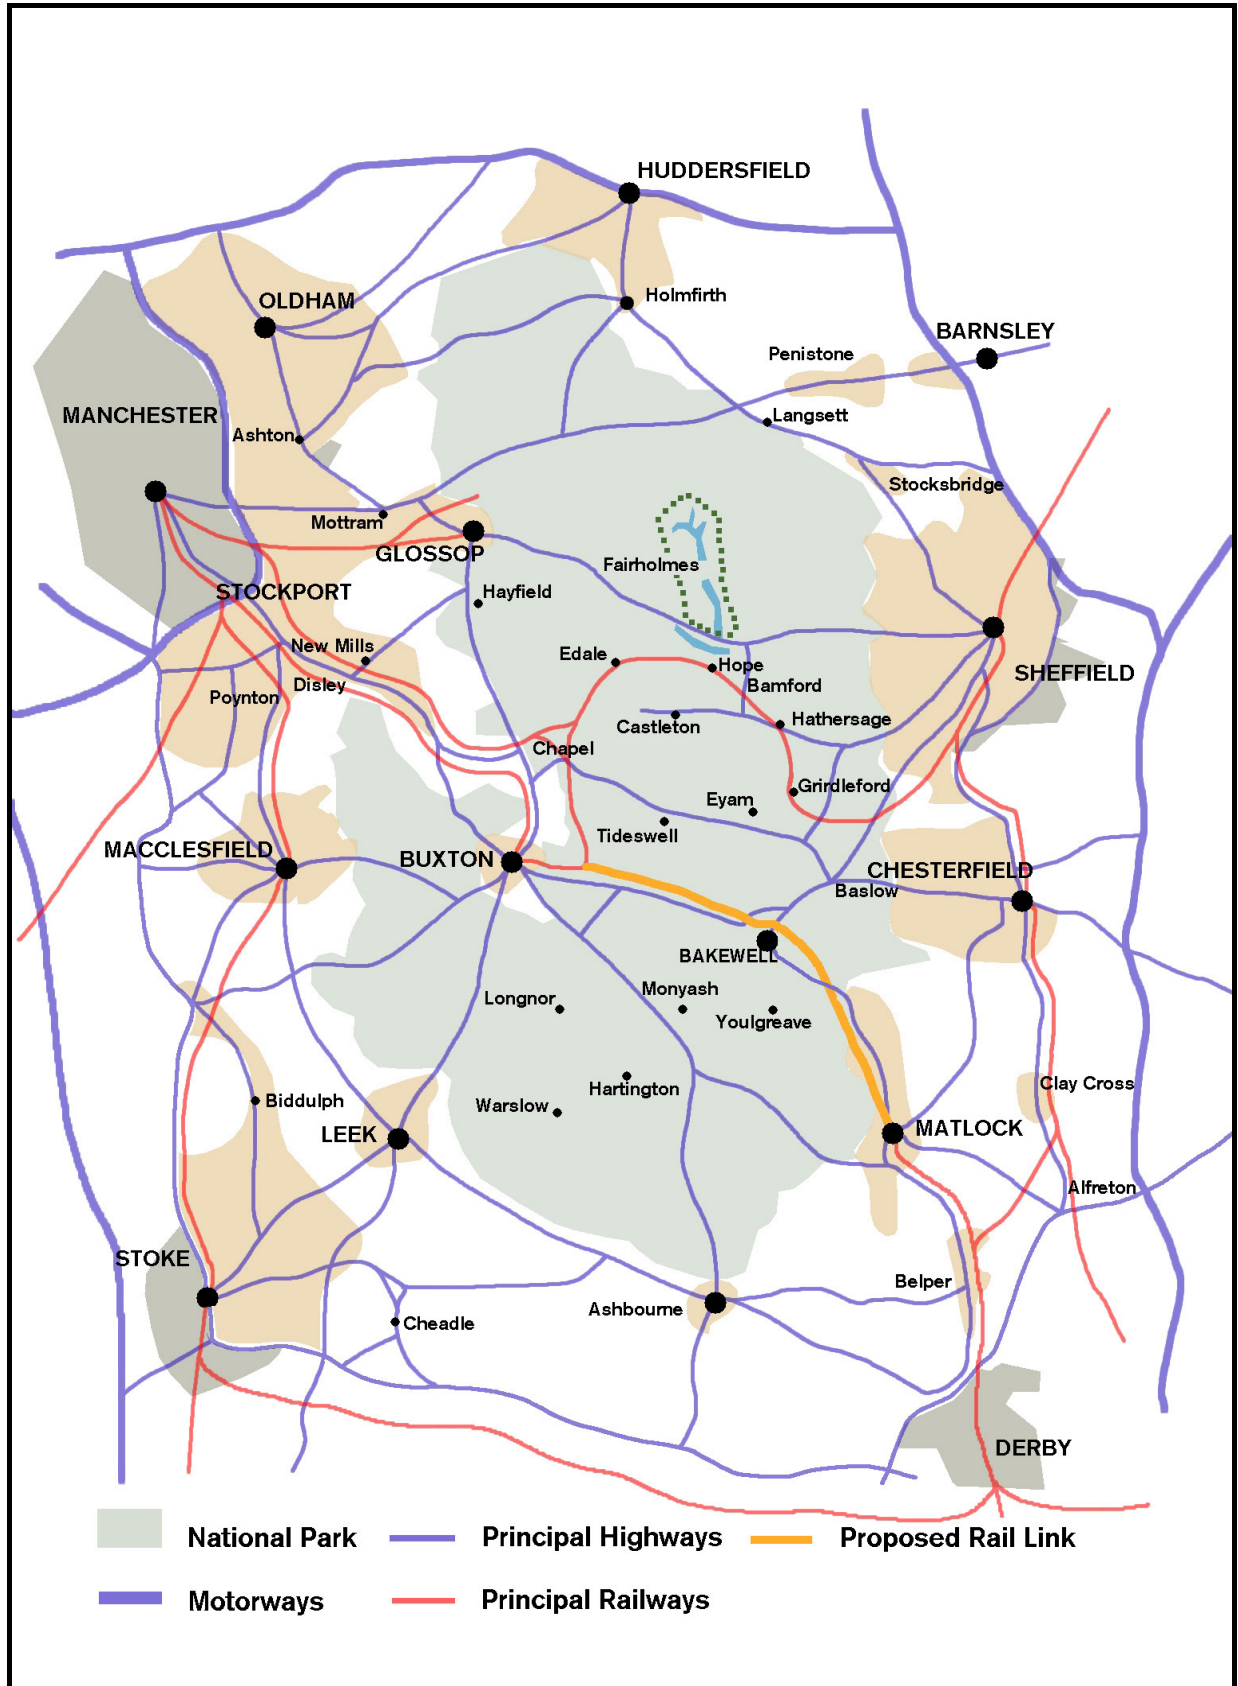 HUDDERSFIELD
Holmfirth
OLDHAM
BARNSLEY
Penistone
MANCHESTER
Langsett
Ashton
Stocksbridge
Mottram
GLOSSOP
Fairholmes
STOCKPORT
Hayfield
New Mills
Edale
Hope
SHEFFIELD
Disley
Bamford
Poynton
Castleton
Hathersage
Chapel
Grirdleford
Eyam
Tideswell
MACCLESFIELD
BUXTON
CHESTERFIELD
Baslow
BAKEWELL
Longnor
Monyash
Youlgreave
Hartington
Clay Cross
Biddulph
Warslow
LEEK
MATLOCK
Alfreton
STOKE
Belper
Ashbourne
Cheadle
DERBY
National Park
Principal Highways
Proposed Rail Link
Motorways
Principal Railways